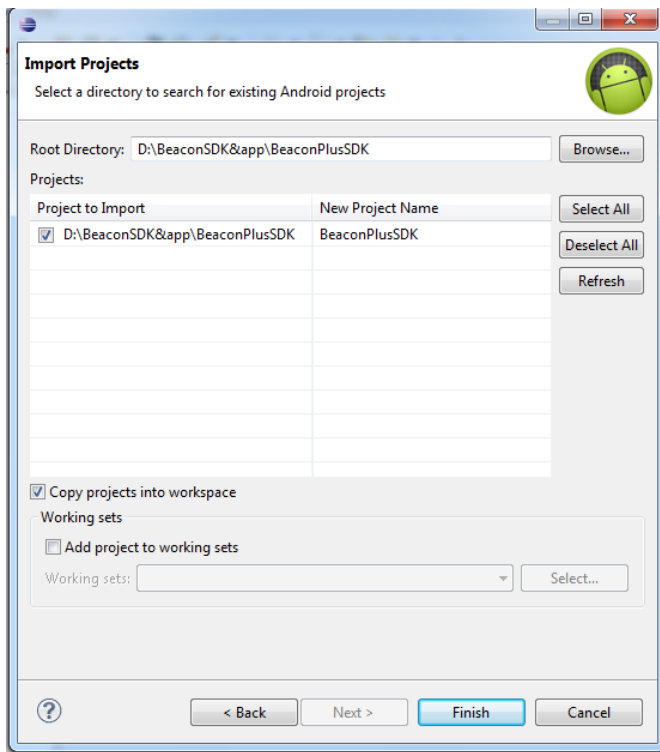 Import Projects
Select a directory to search for existing Android projects
Root Directory: D:\BeaconSDK&app\BeaconPlusSDK Browse...
Projects:
Project to Import New Project Name Select All
D:\BeaconSDK&app\BeaconPlusSDK BeaconPlusSDK
Deselect All
Refresh
Copy projects into workspace
Working sets
Add project to working sets
Working sets: Select...
? < Back Next > Finish Cancel